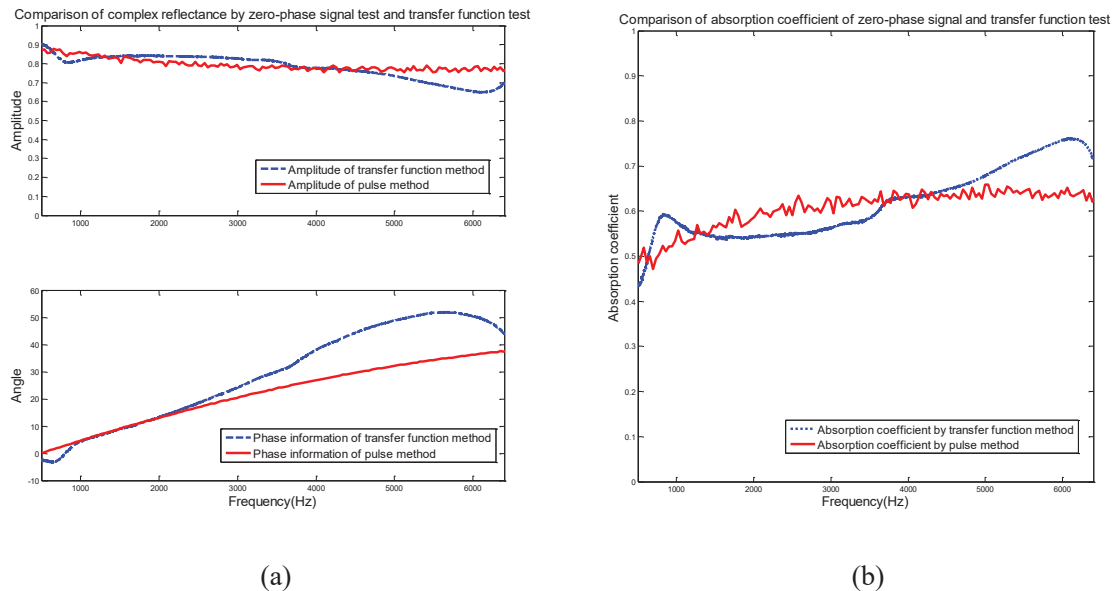 Comparison of complex reflectance by zero-phase signal test and transfer function test
1
0.9
0.8
0.7
0.6
0.5
0.4
0.3
0.2
0.1
0
Amplitude
Amplitude of transfer function method
Amplitude of pulse method
1000 2000 3000 4000 5000 6000
60
50
40
30
20
10
0
-10
Angle
Phase information of transfer function method
Phase information of pulse method
1000 2000 3000 4000 5000 6000
Frequency(Hz)
(a)
Comparison of absorption coefficient of zero-phase signal and transfer function test
1
0.9
0.8
0.7
0.6
0.5
0.4
0.3
0.2
0.1
0
Absorption coefficient
Absorption coefficient by transfer function method
Absorption coefficient by pulse method
1000 2000 3000 4000 5000 6000
Frequency(Hz)
(b)